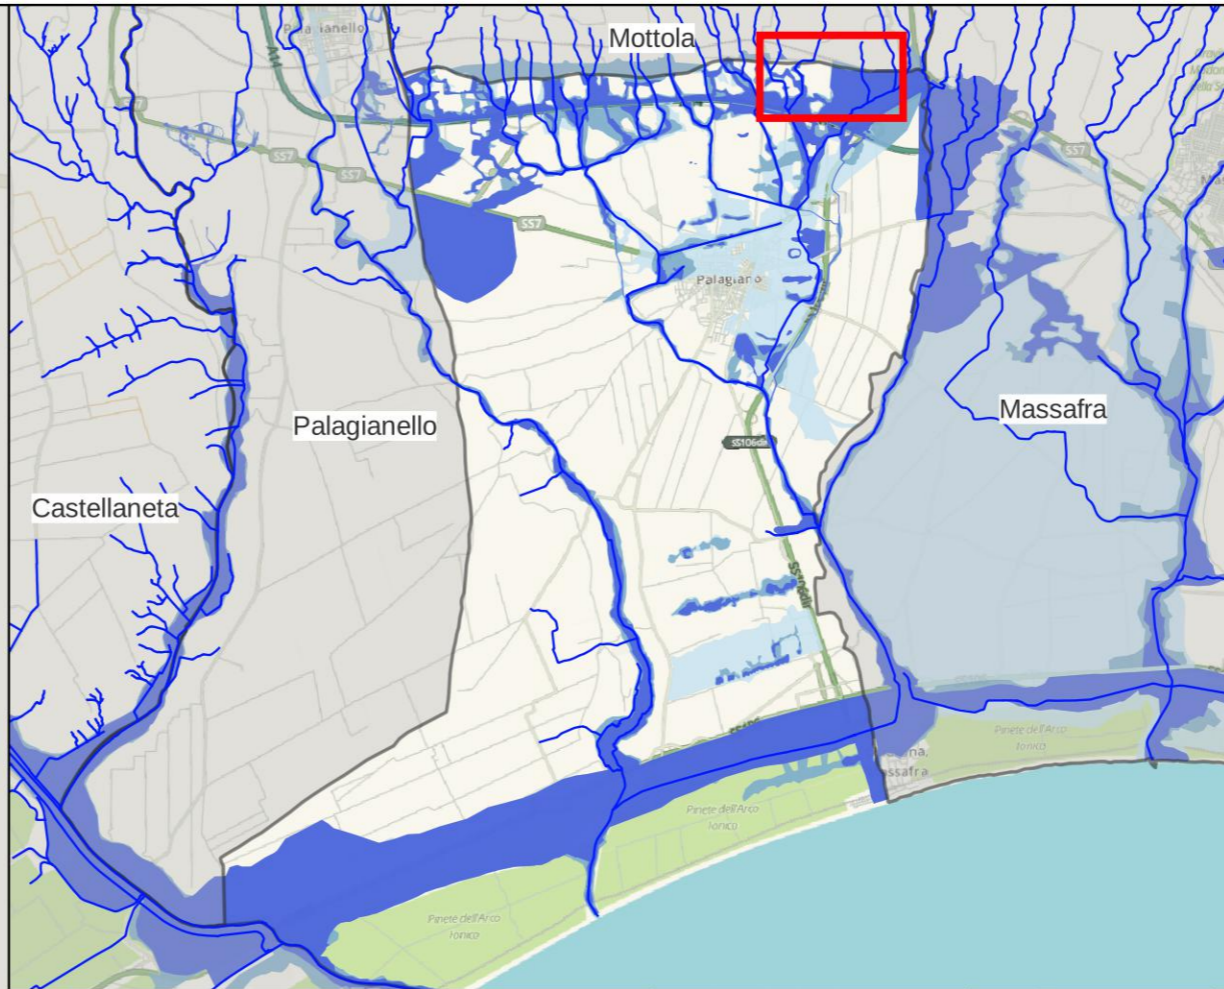 Palagianello
Mottola
A14
SS7
SS7
SS7
SS7
SS7
Palagiano
Palagianello
Massafra
SS106dir
Castellaneta
SS106dir
Pinete dell'Arco
Ionico
Pinete dell'Arco
Ionico
Pinete dell'Arco
Ionico